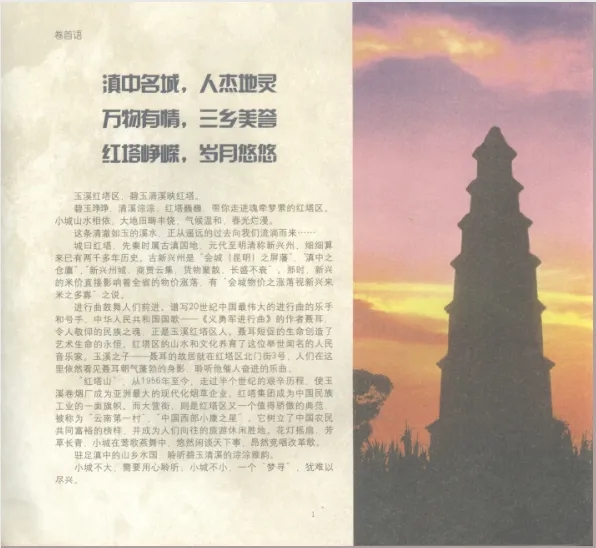 卷首语
滇中名城，人杰地灵
万物有情，三乡美誉
红塔峥嵘，岁月悠悠
玉溪红塔区，碧玉清溪映红塔。
碧玉琤琤，清溪淙淙，红塔巍巍，带你走进魂牵梦萦的红塔区。
小城山水相依，大地田畴丰饶，气候温和，春光烂漫。
这条清澈如玉的溪水，正从遥远的过去向我们流淌而来……
城曰红塔，先秦时属古滇国地，元代至明清称新兴州，细细算
来已有两千多年历史。古新兴州是“会城（昆明）之屏藩”、“滇中之
仓廪”，“新兴州城，商贾云集，货物聚散，长盛不衰”，那时，新兴
的米价直接影响着全省的物价涨落，有“会城物价之涨落视新兴来
米之多寡”之说。
进行曲鼓舞人们前进。谱写20世纪中国最伟大的进行曲的乐手
和号手，中华人民共和国国歌——《义勇军进行曲》的作者聂耳，
令人敬仰的民族之魂，正是玉溪红塔区人。聂耳短促的生命创造了
艺术生命的永恒。红塔区的山水和文化养育了这位举世闻名的人民
音乐家。玉溪之子——聂耳的故居就在红塔区北门街3号，人们在这
里依然看见聂耳朝气蓬勃的身影，聆听他催人奋进的乐曲。
“红塔山”，从1956年至今，走过半个世纪的艰辛历程，使玉
溪卷烟厂成为亚洲最大的现代化烟草企业。红塔集团成为中国民族
工业的一面旗帜。而大营街，则是红塔区又一个值得骄傲的典范，
被称为“云南第一村”，“中国西部小康之星”。它树立了中国农民
共同富裕的榜样，并成为人们向往的旅游休闲胜地。花灯摇扇，芳
草长青，小城在莺歌燕舞中，悠然闲谈天下事，昂然竞唱改革歌。
驻足滇中的山乡水国，聆听碧玉清溪的淙淙雅韵。
小城不大，需要用心聆听；小城不小，一个“梦寻”，犹难以
尽兴。
1